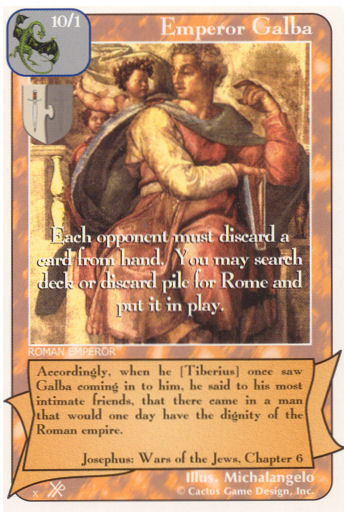 10/1
Emperor Galba
Each opponent must discard a
card from hand. You may search
deck or discard pile for Rome and
put it in play.
ROMAN EMPEROR
Accordingly, when he [Tiberius] once saw
Galba coming in to him, he said to his most
intimate friends, that there came in a man
that would one day have the dignity of the
Roman empire.
Josephus: Wars of the Jews, Chapter 6
Illus. Michalangelo
X
© Cactus Game Design, Inc.